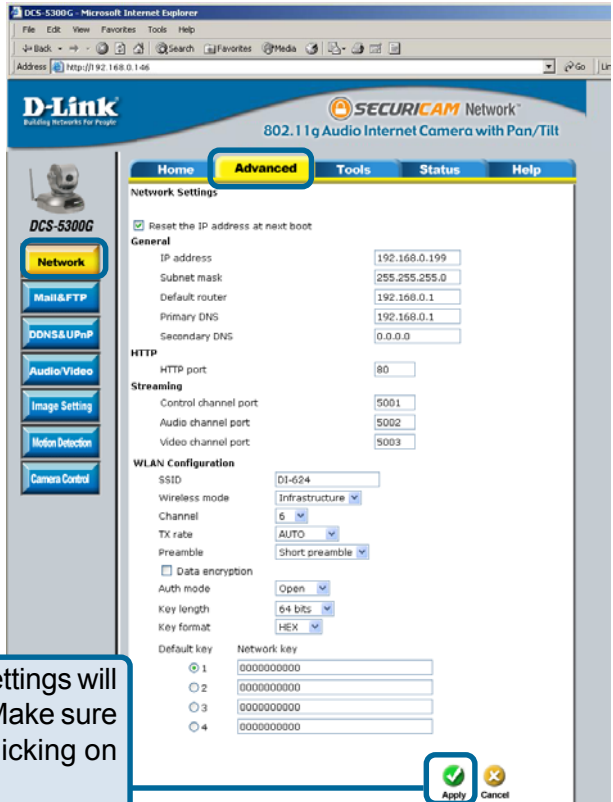 DCS-5300G - Microsoft Internet Explorer
File Edit View Favorites Tools Help
Back Search Favorites Media
Address http://192.168.0.146 Go
D-Link
Building Networks for People
SECURICAM Network
802.11g Audio Internet Camera with Pan/Tilt
Home Advanced Tools Status Help
DCS-5300G
Network
Mail&FTP
DDNS&UPnP
Audio/Video
Image Setting
Motion Detection
Camera Control
Network Settings
Reset the IP address at next boot
General
IP address 192.168.0.199
Subnet mask 255.255.255.0
Default router 192.168.0.1
Primary DNS 192.168.0.1
Secondary DNS 0.0.0.0
HTTP
HTTP port 80
Streaming
Control channel port 5001
Audio channel port 5002
Video channel port 5003
WLAN Configuration
SSID DI-624
Wireless mode Infrastructure
Channel 6
TX rate AUTO
Preamble Short preamble
Data encryption
Auth mode Open
Key length 64 bits
Key format HEX
Default key Network key
1 0000000000
2 0000000000
3 0000000000
4 0000000000
ettings will
Make sure
icking on
Apply Cancel